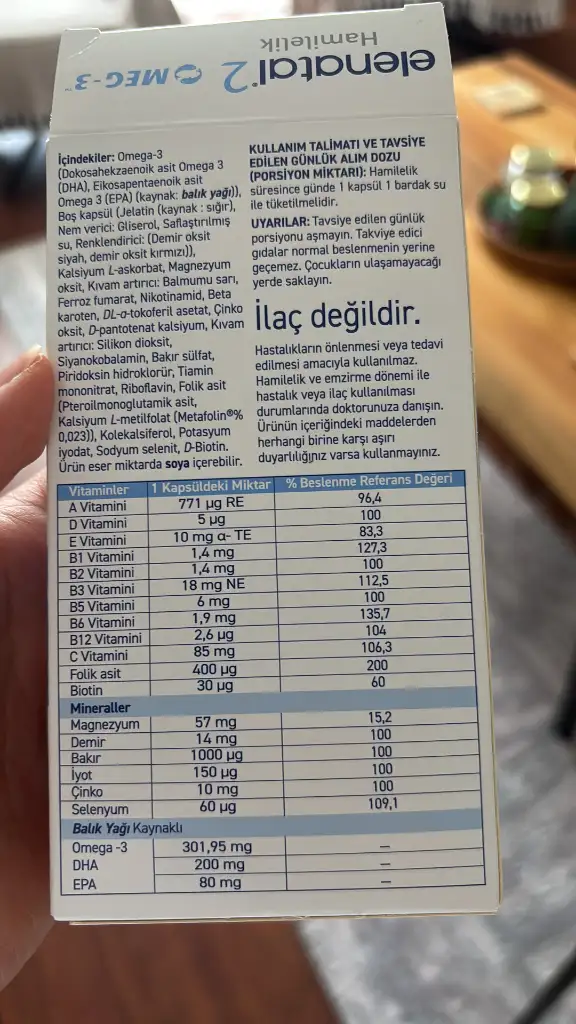 elenatal® 2 OMEG-3™
Hamilelik
İçindekiler: Omega-3
(Dokosahekzaenoik asit Omega 3
(DHA), Eikosapentaenoik asit
Omega 3 (EPA) (kaynak: balık yağı)),
Boş kapsül (Jelatin (kaynak : sığır),
Nem verici: Gliserol, Saflaştırılmış
su, Renklendirici: (Demir oksit
siyah, demir oksit kırmızı)),
Kalsiyum L-askorbat, Magnezyum
oksit, Kıvam artırıcı: Balmumu sarı,
Ferroz fumarat, Nikotinamid, Beta
karoten, DL-α-tokoferil asetat, Çinko
oksit, D-pantotenat kalsiyum, Kıvam
artırıcı: Silikon dioksit,
Siyanokobalamin, Bakır sülfat,
Piridoksin hidroklorür, Tiamin
mononitrat, Riboflavin, Folik asit
(Pteroilmonoglutamik asit,
Kalsiyum L-metilfolat (Metafolin®%
0,023)), Kolekalsiferol, Potasyum
iyodat, Sodyum selenit, D-Biotin.
Ürün eser miktarda soya içerebilir.
KULLANIM TALİMATI VE TAVSİYE
EDİLEN GÜNLÜK ALIM DOZU
(PORSİYON MİKTARI): Hamilelik
süresince günde 1 kapsül 1 bardak su
ile tüketilmelidir.
UYARILAR: Tavsiye edilen günlük
porsiyonu aşmayın. Takviye edici
gıdalar normal beslenmenin yerine
geçemez. Çocukların ulaşamayacağı
yerde saklayın.
İlaç değildir.
Hastalıkların önlenmesi veya tedavi
edilmesi amacıyla kullanılmaz.
Hamilelik ve emzirme dönemi ile
hastalık veya ilaç kullanılması
durumlarında doktorunuza danışın.
Ürünün içeriğindeki maddelerden
herhangi birine karşı aşırı
duyarlılığınız varsa kullanmayınız.
Vitaminler 1 Kapsüldeki Miktar % Beslenme Referans Değeri
A Vitamini 771 µg RE 96,4
D Vitamini 5 µg 100
E Vitamini 10 mg α- TE 83,3
B1 Vitamini 1,4 mg 127,3
B2 Vitamini 1,4 mg 100
B3 Vitamini 18 mg NE 112,5
B5 Vitamini 6 mg 100
B6 Vitamini 1,9 mg 135,7
B12 Vitamini 2,6 µg 104
C Vitamini 85 mg 106,3
Folik asit 400 µg 200
Biotin 30 µg 60
Mineraller
Magnezyum 57 mg 15,2
Demir 14 mg 100
Bakır 1000 µg 100
İyot 150 µg 100
Çinko 10 mg 100
Selenyum 60 µg 109,1
Balık Yağı Kaynaklı
Omega -3 301,95 mg –
DHA 200 mg –
EPA 80 mg –